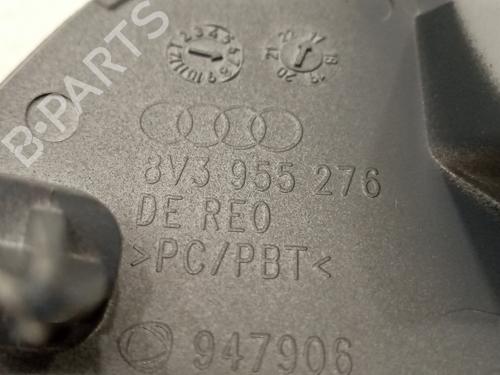 B-PARTS
8V3 955 276
DE REO
>PC/PBT<
947906